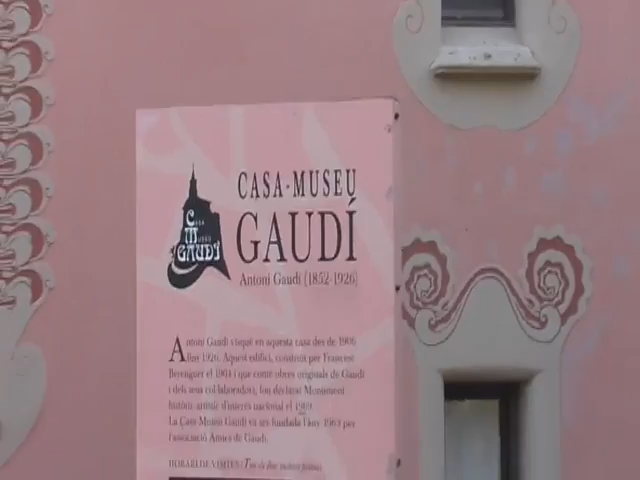 CASA-MUSEU
GAUDÍ
Antoni Gaudí (1852-1926)
CASA
MUSEU
GAUDÍ
Antoni Gaudí visqué en aquesta casa des de 1906
fins 1926. Aquest edifici, construït per Francesc
Berenguer el 1904 i que conté obres originals de Gaudí
i dels seus col·laboradors, fou declarat Monument
històric artístic d'interès nacional el 1969.
La Casa-Museu Gaudí va ser fundada l'any 1963 per
l'associació Amics de Gaudí.
HORARI DE VISITES: